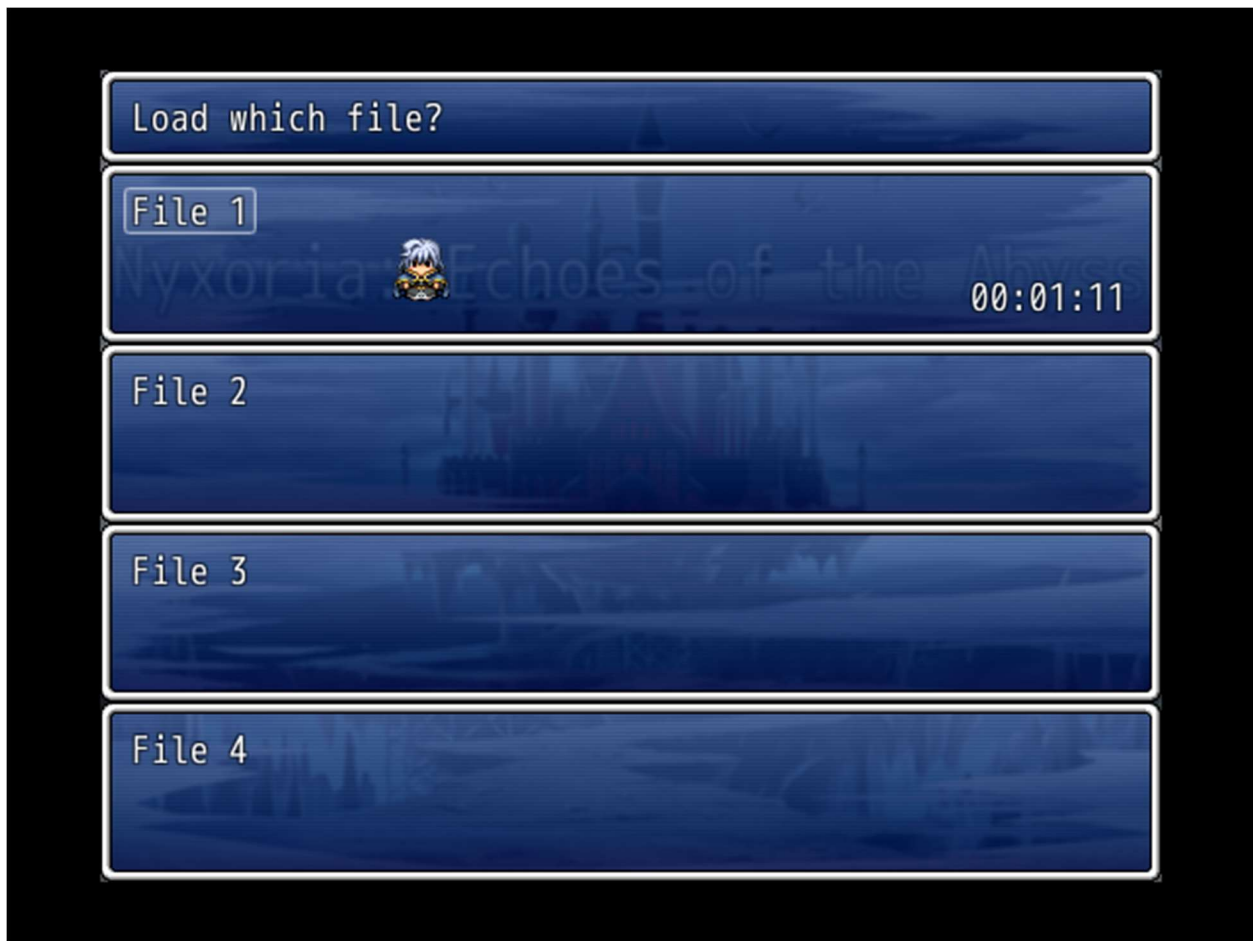 Load which file?
File 1
Nyxoria: Echoes of the Abyss
00:01:11
File 2
File 3
File 4